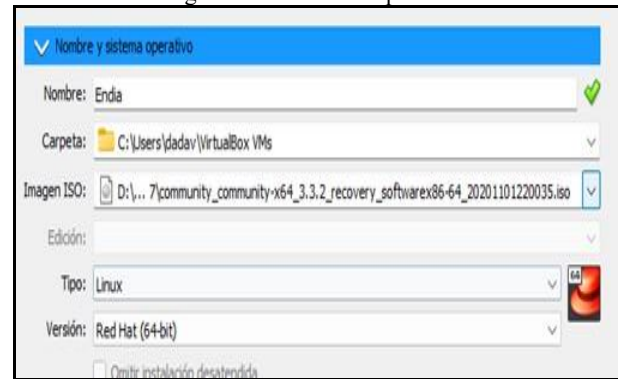 Nombre y sistema operativo
Nombre: Endia
Carpeta: C:\Users\dadav\VirtualBox VMs
Imagen ISO: D:\... 7\community_community-x64_3.3.2_recovery_softwarex86-64_20201101220035.iso
Edición:
Tipo: Linux
64
Versión: Red Hat (64-bit)
Omitir instalación desatendida